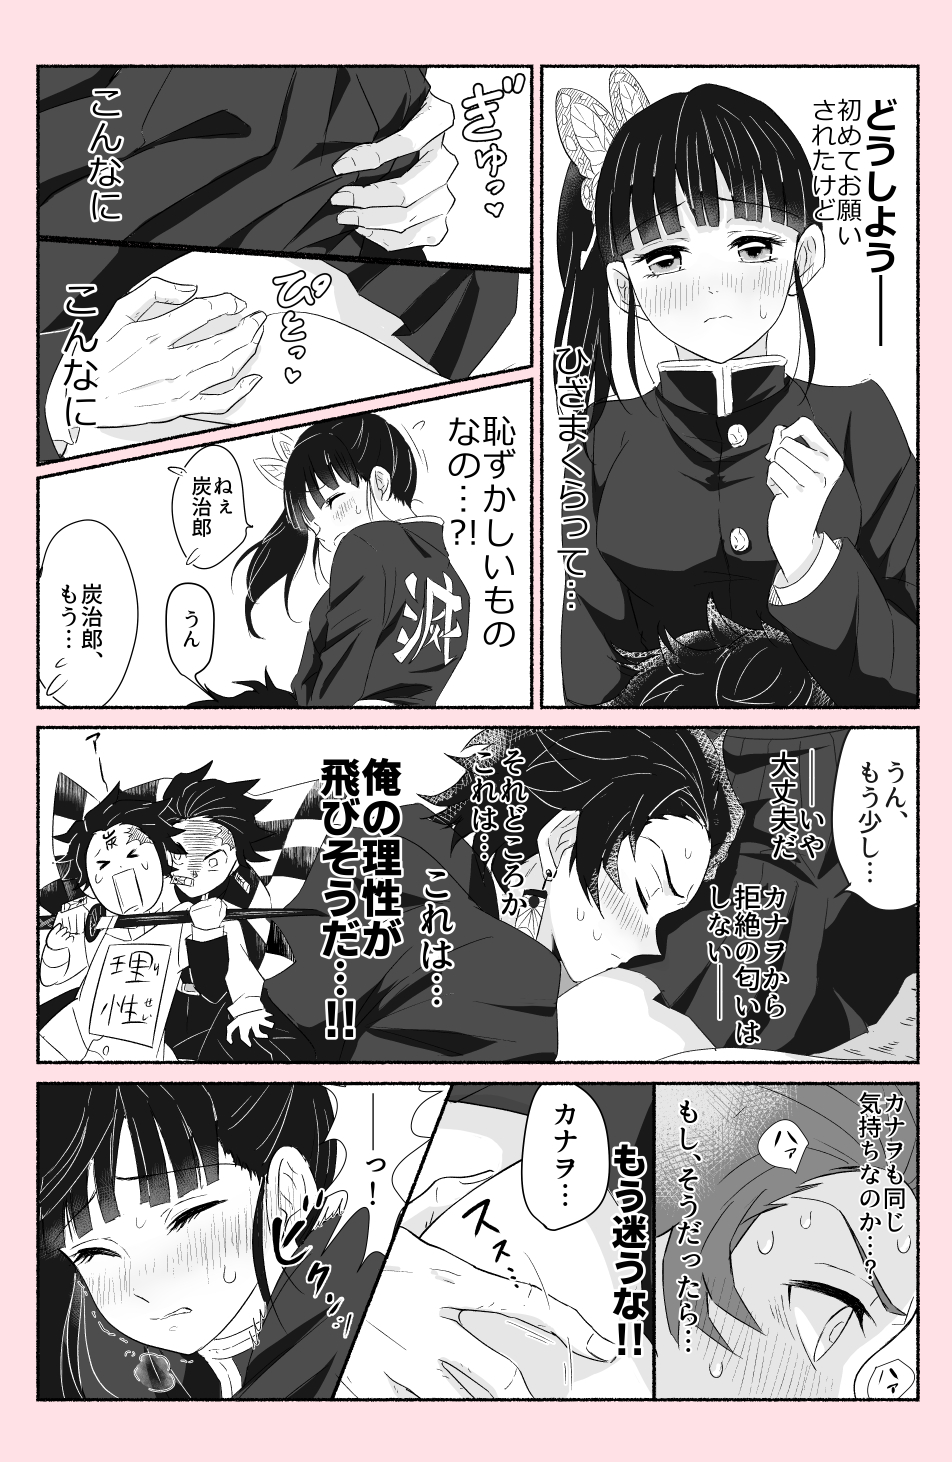 どうしよう――
初めてお願い
されたけど
ひざまくらって…
ぎゅっ♡
こんなに
ぴとっ♡
こんなに
恥ずかしいもの
なの…?!
ねぇ
炭治郎
うん
炭治郎、
もう…
うん、
もう少し…
――いや
大丈夫だ
カナヲから
拒絶の匂いは
しない――
それどころか
これは…
これは…
俺の理性が
飛びそうだ…!!
ア
炭
理性
りせい
滅
カナヲも同じ
気持ちなのか…?
ハァ
もし、そうだったら…
ハァ
もう迷うな!!
カナヲ…
スス…
――っ!
ビクンッ